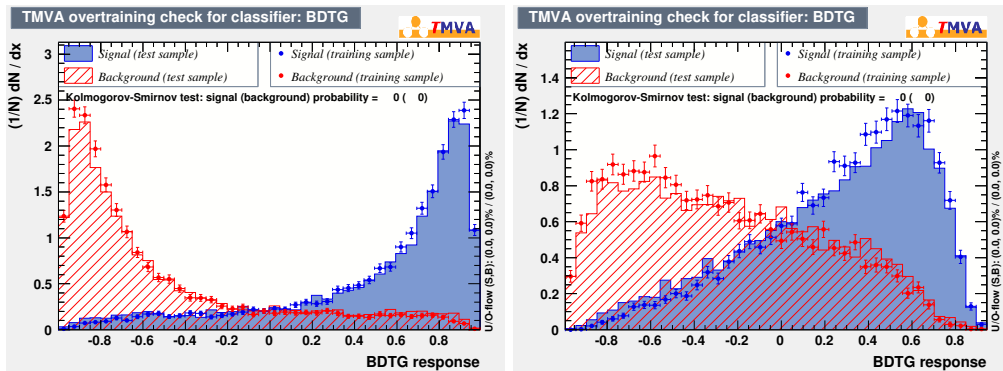 TMVA overtraining check for classifier: BDTG
TMVA
Signal (test sample)
Background (test sample)
Signal (training sample)
Background (training sample)
Kolmogorov-Smirnov test: signal (background) probability = 0 ( 0)
(1/N) dN / dx
3
2.5
2
1.5
1
0.5
0
-0.8 -0.6 -0.4 -0.2 0 0.2 0.4 0.6 0.8
BDTG response
U/O-flow (S,B): (0.0, 0.0)% / (0.0, 0.0)%
TMVA overtraining check for classifier: BDTG
TMVA
Signal (test sample)
Background (test sample)
Signal (training sample)
Background (training sample)
Kolmogorov-Smirnov test: signal (background) probability = 0 ( 0)
(1/N) dN / dx
1.4
1.2
1
0.8
0.6
0.4
0.2
0
-0.8 -0.6 -0.4 -0.2 0 0.2 0.4 0.6 0.8
BDTG response
U/O-flow (S,B): (0.0, 0.0)% / (0.0, 0.0)%